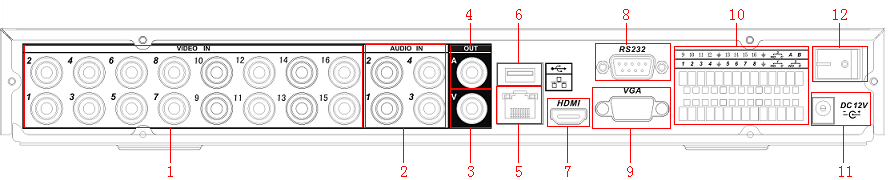 4 6 8 10 12
VIDEO IN AUDIO IN OUT RS232
2 4 6 8 10 12 14 16 2 4 A
1 3 5 7 9 11 13 15 1 3 V
9 10 11 12 13 14 15 16 A B
1 2 3 4 5 6 7 8
HDMI VGA DC 12V
1 2 3 5 7 9 11